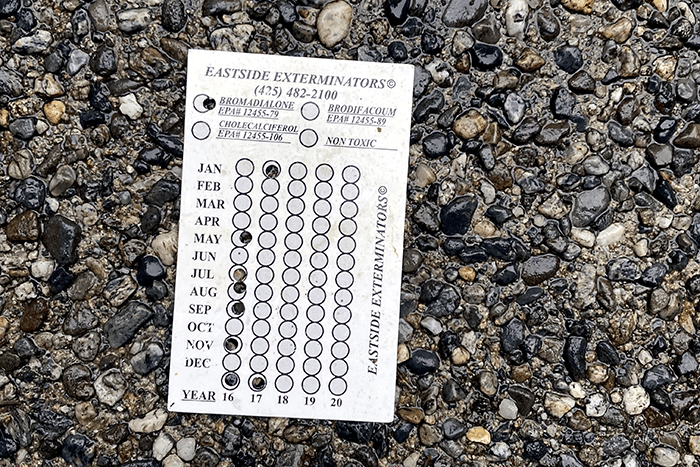 EASTSIDE EXTERMINATORS©
(425) 482-2100
BROMADIALONE
EPA# 12455-79
BRODIFACOUM
EPA# 12455-89
CHOLECALCIFEROL
EPA# 12455-106
NON TOXIC
JAN
FEB
MAR
APR
MAY
JUN
JUL
AUG
SEP
OCT
NOV
DEC
YEAR 16 17 18 19 20
EASTSIDE EXTERMINATORS©